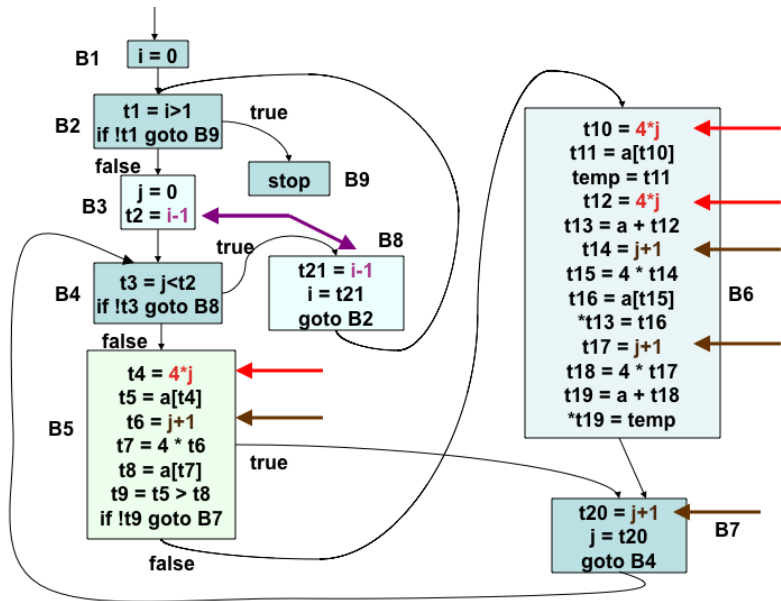 B1
i = 0
B2
t1 = i>1
if !t1 goto B9
true
false
stop
B9
B3
j = 0
t2 = i-1
true
B8
B4
t3 = j<t2
if !t3 goto B8
t21 = i-1
i = t21
goto B2
false
B5
t4 = 4*j
t5 = a[t4]
t6 = j+1
t7 = 4 * t6
t8 = a[t7]
t9 = t5 > t8
if !t9 goto B7
true
false
t10 = 4*j
t11 = a[t10]
temp = t11
t12 = 4*j
t13 = a + t12
t14 = j+1
t15 = 4 * t14
t16 = a[t15]
*t13 = t16
t17 = j+1
t18 = 4 * t17
t19 = a + t18
*t19 = temp
B6
t20 = j+1
j = t20
goto B4
B7